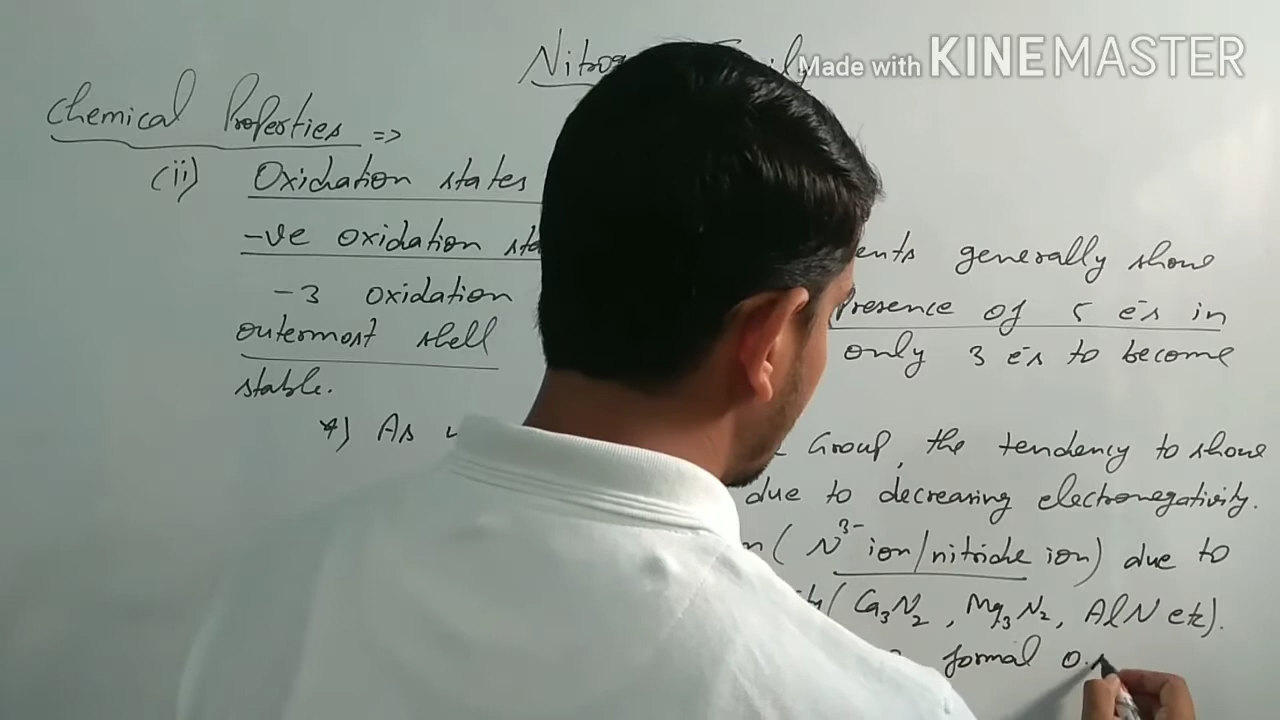 Made with KINEMASTER
Nitrog
Chemical Properties =>
(ii) Oxidation states
-ve oxidation sta ents generally show
-3 oxidation Presence of 5 es in
outermost shell only 3 es to become
stable.
*) As Group, the tendency to show
due to decreasing electronegativity.
n ( N3- ion/nitride ion) due to
( Ca3N2 , Mg3N2, AlN etc).
formal o.